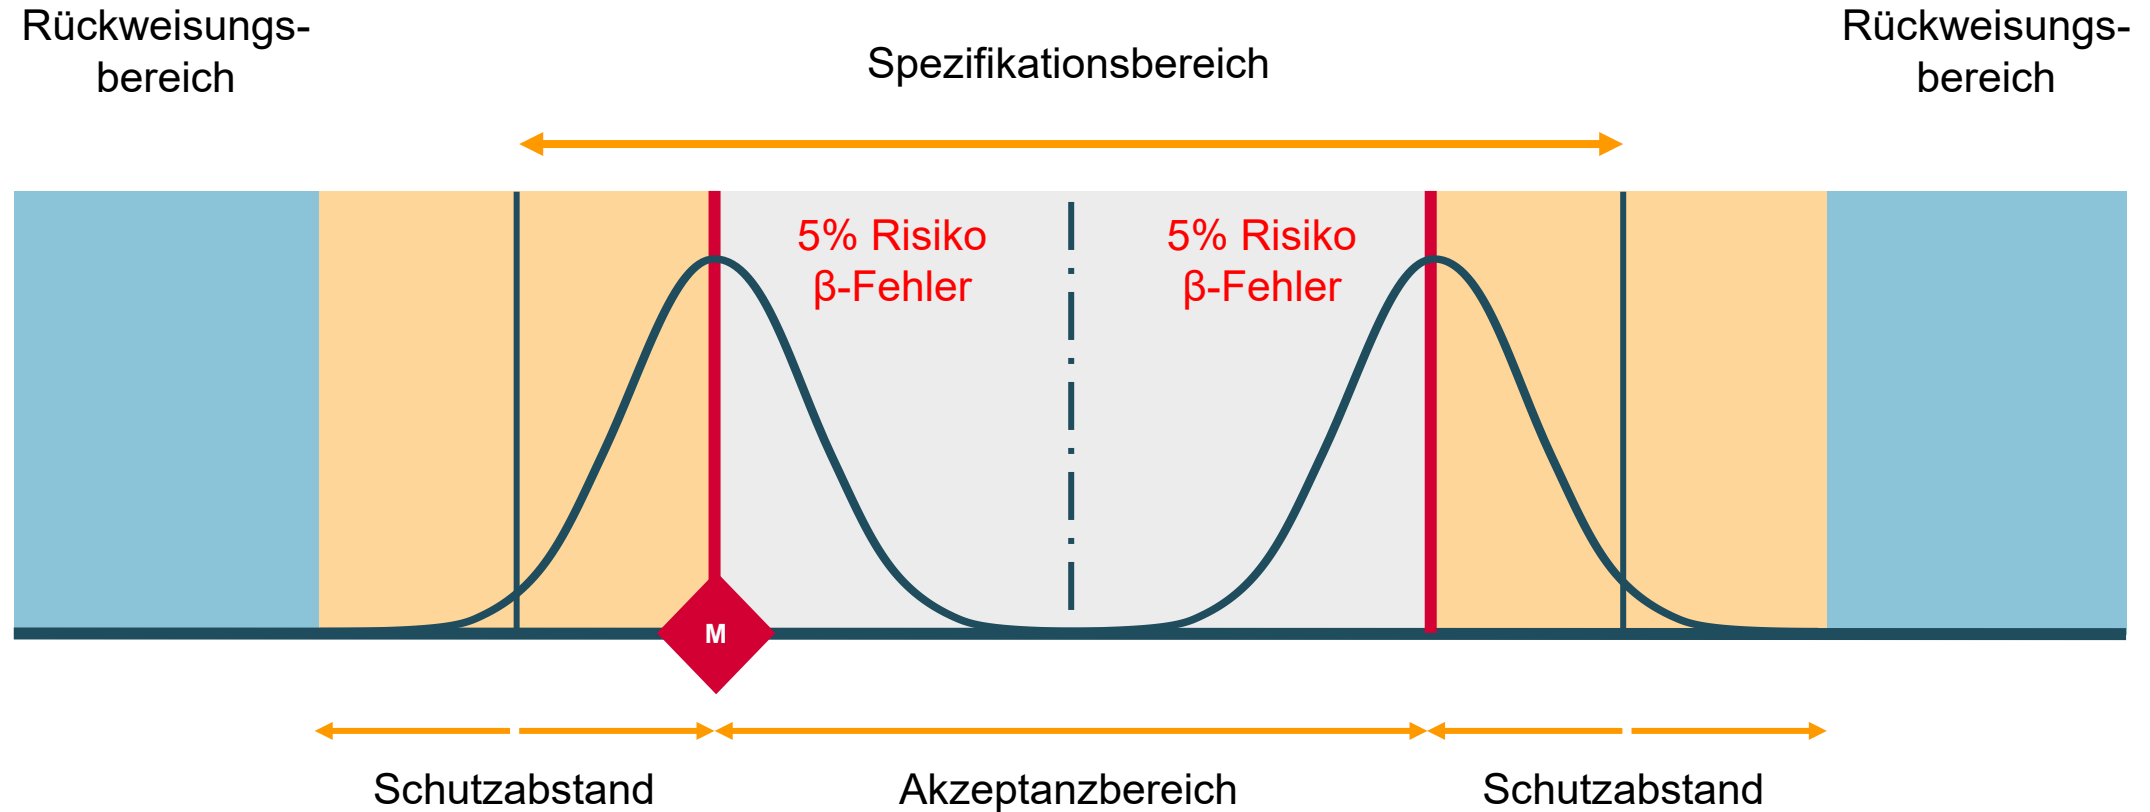 Rückweisungs-
bereich
Spezifikationsbereich
Rückweisungs-
bereich
5% Risiko
β-Fehler
5% Risiko
β-Fehler
M
Schutzabstand
Akzeptanzbereich
Schutzabstand